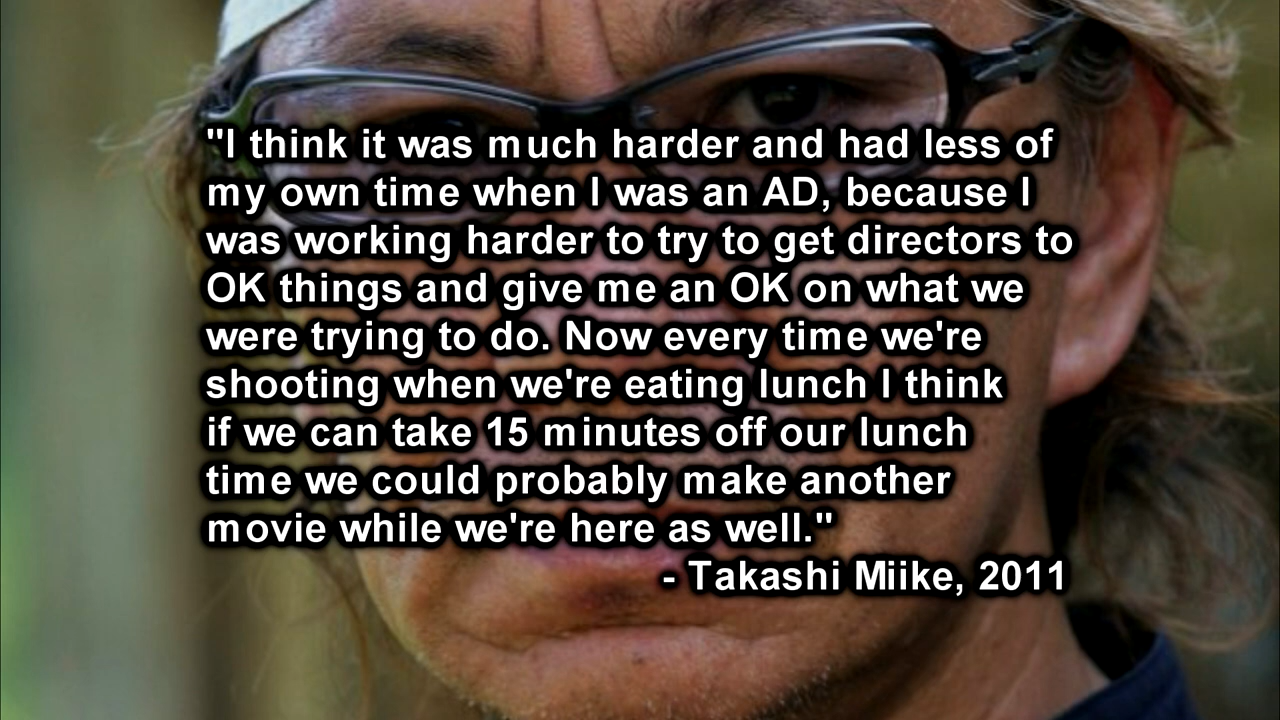 "I think it was much harder and had less of
my own time when I was an AD, because I
was working harder to try to get directors to
OK things and give me an OK on what we
were trying to do. Now every time we're
shooting when we're eating lunch I think
if we can take 15 minutes off our lunch
time we could probably make another
movie while we're here as well."
- Takashi Miike, 2011